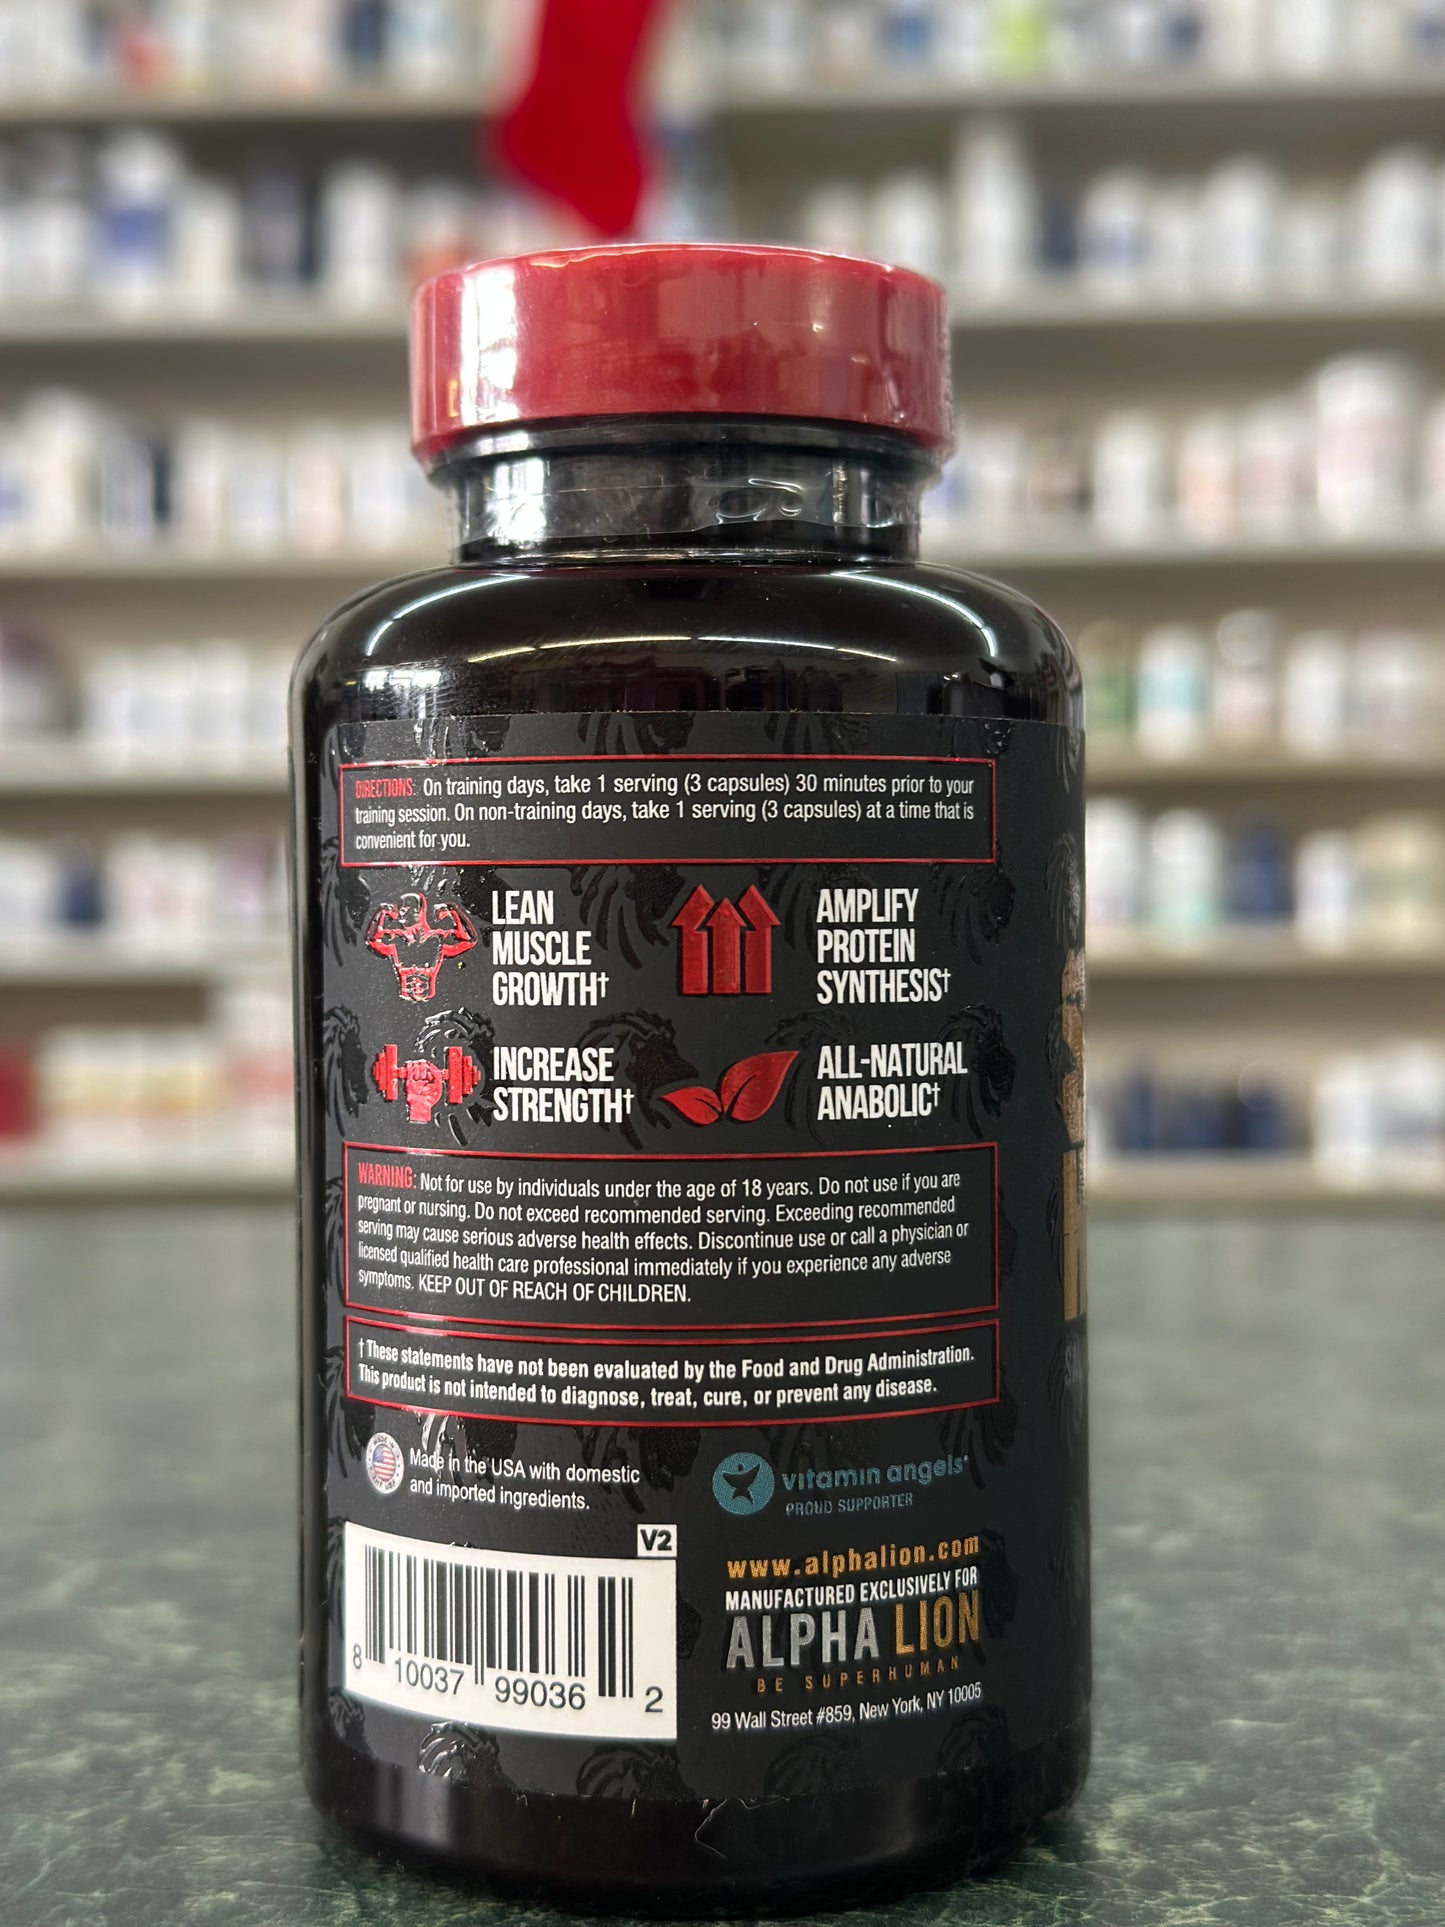 DIRECTIONS: On training days, take 1 serving (3 capsules) 30 minutes prior to your
training session. On non-training days, take 1 serving (3 capsules) at a time that is
convenient for you.
LEAN
MUSCLE
GROWTH†
AMPLIFY
PROTEIN
SYNTHESIS†
INCREASE
STRENGTH†
ALL-NATURAL
ANABOLIC†
WARNING: Not for use by individuals under the age of 18 years. Do not use if you are
pregnant or nursing. Do not exceed recommended serving. Exceeding recommended
serving may cause serious adverse health effects. Discontinue use or call a physician or
licensed qualified health care professional immediately if you experience any adverse
symptoms. KEEP OUT OF REACH OF CHILDREN.
† These statements have not been evaluated by the Food and Drug Administration.
This product is not intended to diagnose, treat, cure, or prevent any disease.
Made in the USA with domestic
and imported ingredients.
vitamin angels®
PROUD SUPPORTER
V2
8 10037 99036 2
www.alphalion.com
MANUFACTURED EXCLUSIVELY FOR
ALPHA LION
BE SUPERHUMAN
99 Wall Street #859, New York, NY 10005